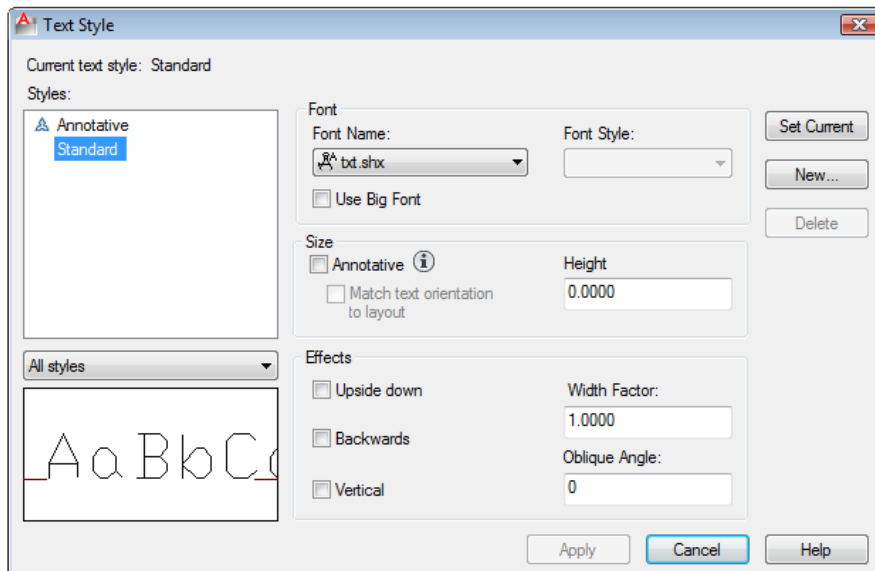 Text Style
Current text style: Standard
Styles:
Annotative
Standard
All styles
AaBbC
Font
Font Name:
txt.shx
Use Big Font
Font Style:
Size
Annotative
Match text orientation
to layout
Height
0.0000
Effects
Upside down
Backwards
Vertical
Width Factor:
1.0000
Oblique Angle:
0
Set Current
New...
Delete
Apply
Cancel
Help